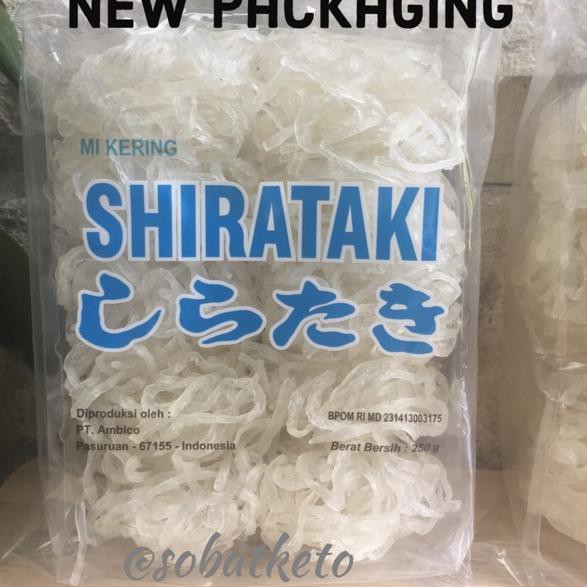 NEW PACKAGING
MI KERING
SHIRATAKI
しらたき
Diproduksi oleh :
PT. Ambico
Pasuruan - 67155 - Indonesia
BPOM RI MD 231413003175
Berat Bersih : 250 g
@sobatketo